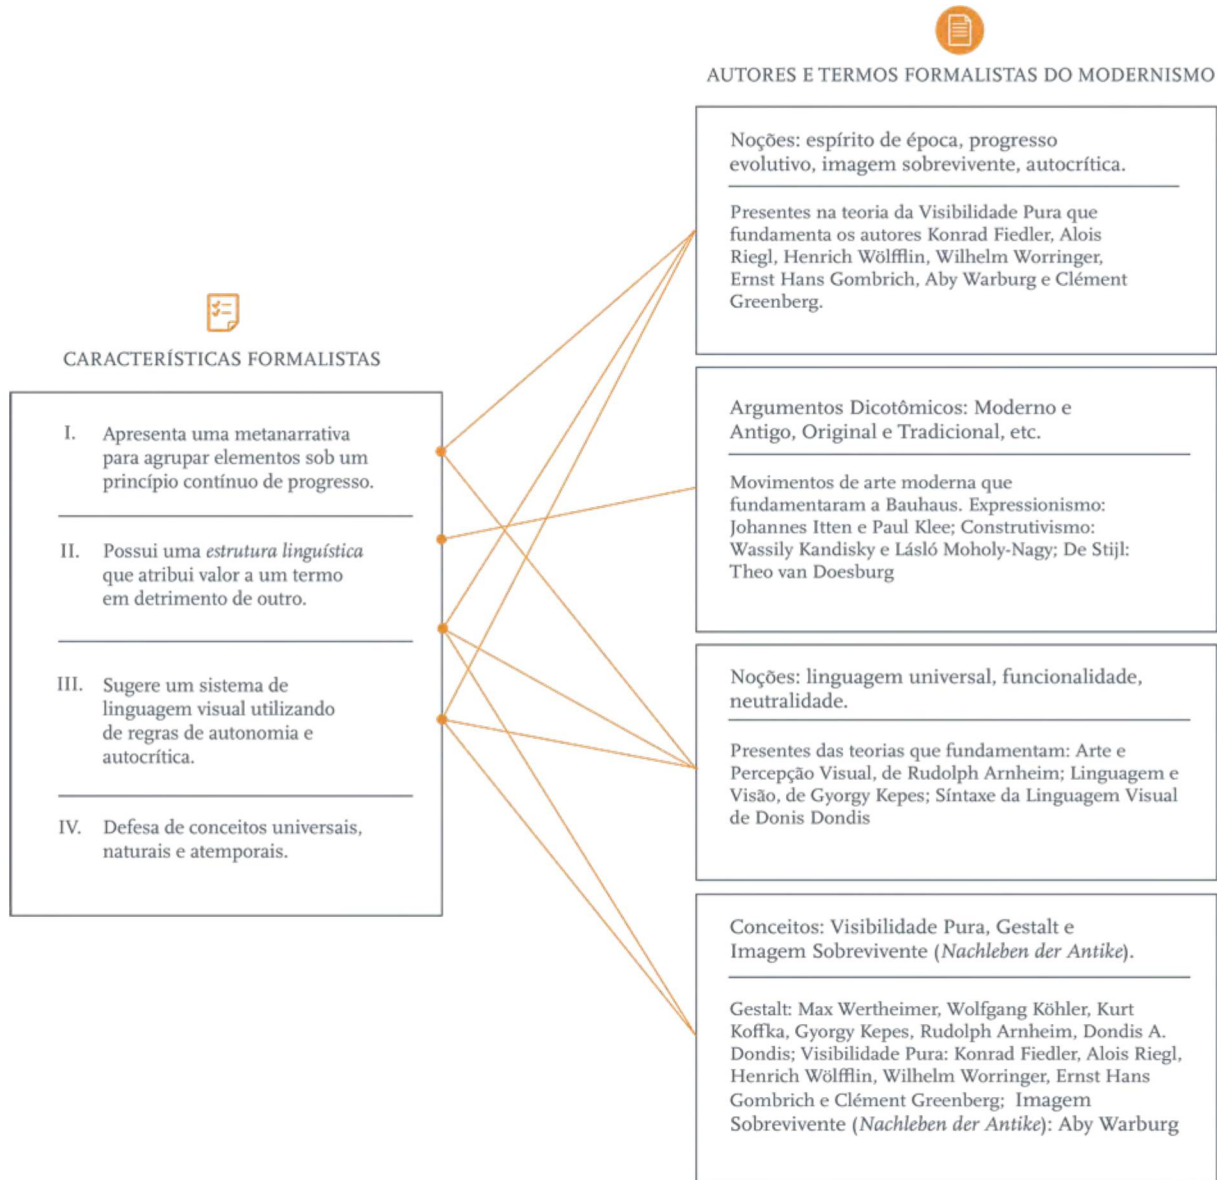 AUTORES E TERMOS FORMALISTAS DO MODERNISMO
Noções: espírito de época, progresso
evolutivo, imagem sobrevivente, autocrítica.
Presentes na teoria da Visibilidade Pura que
fundamenta os autores Konrad Fiedler, Alois
Riegl, Henrich Wölfflin, Wilhelm Worringer,
Ernst Hans Gombrich, Aby Warburg e Clément
Greenberg.
CARACTERÍSTICAS FORMALISTAS
I. Apresenta uma metanarrativa
para agrupar elementos sob um
princípio contínuo de progresso.
II. Possui uma estrutura linguística
que atribui valor a um termo
em detrimento de outro.
III. Sugere um sistema de
linguagem visual utilizando
de regras de autonomia e
autocrítica.
IV. Defesa de conceitos universais,
naturais e atemporais.
Argumentos Dicotômicos: Moderno e
Antigo, Original e Tradicional, etc.
Movimentos de arte moderna que
fundamentaram a Bauhaus. Expressionismo:
Johannes Itten e Paul Klee; Construtivismo:
Wassily Kandisky e Lásló Moholy-Nagy; De Stijl:
Theo van Doesburg
Noções: linguagem universal, funcionalidade,
neutralidade.
Presentes das teorias que fundamentam: Arte e
Percepção Visual, de Rudolph Arnheim; Linguagem e
Visão, de Gyorgy Kepes; Síntaxe da Linguagem Visual
de Donis Dondis
Conceitos: Visibilidade Pura, Gestalt e
Imagem Sobrevivente (Nachleben der Antike).
Gestalt: Max Wertheimer, Wolfgang Köhler, Kurt
Koffka, Gyorgy Kepes, Rudolph Arnheim, Dondis A.
Dondis; Visibilidade Pura: Konrad Fiedler, Alois Riegl,
Henrich Wölfflin, Wilhelm Worringer, Ernst Hans
Gombrich e Clément Greenberg; Imagem
Sobrevivente (Nachleben der Antike): Aby Warburg